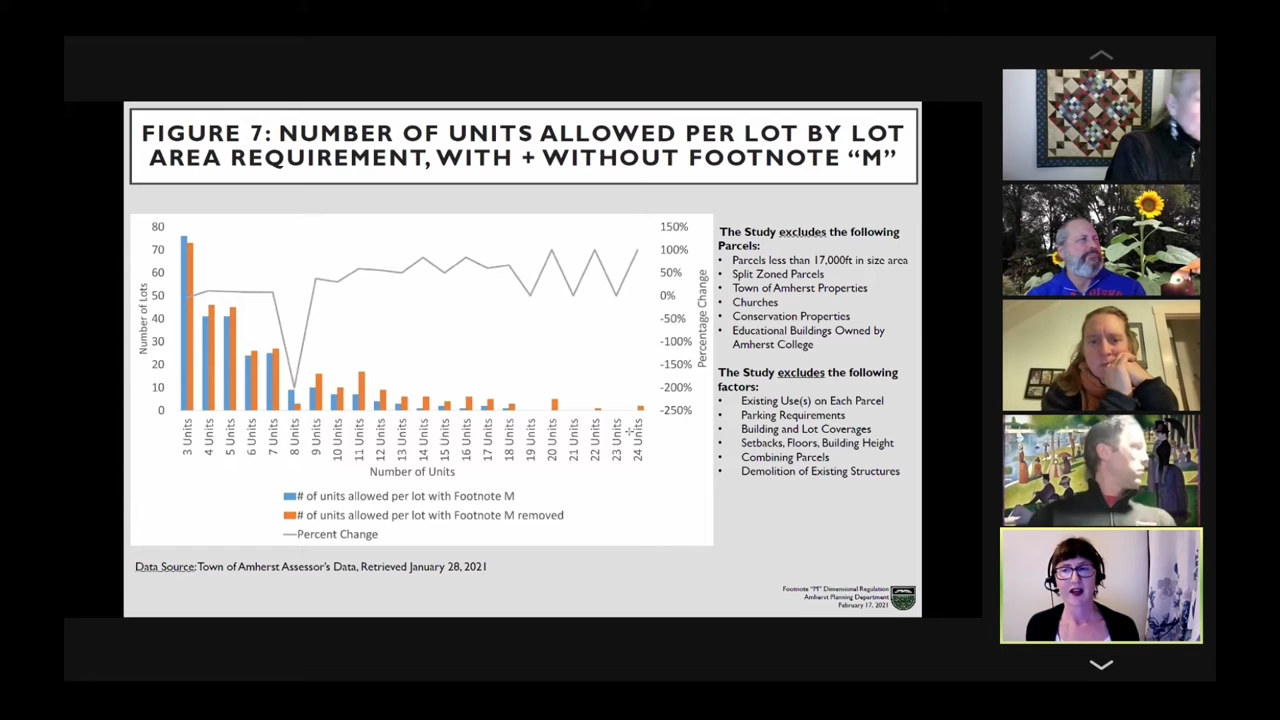 FIGURE 7: NUMBER OF UNITS ALLOWED PER LOT BY LOT
AREA REQUIREMENT, WITH + WITHOUT FOOTNOTE “M”
80
70
60
50
40
30
20
10
0
Number of Lots
150%
100%
50%
0%
-50%
-100%
-150%
-200%
-250%
Percentage Change
3 Units
4 Units
5 Units
6 Units
7 Units
8 Units
9 Units
10 Units
11 Units
12 Units
13 Units
14 Units
15 Units
16 Units
17 Units
18 Units
19 Units
20 Units
21 Units
22 Units
23 Units
24 Units
Number of Units
# of units allowed per lot with Footnote M
# of units allowed per lot with Footnote M removed
Percent Change
The Study excludes the following
Parcels:
• Parcels less than 17,000ft in size area
• Split Zoned Parcels
• Town of Amherst Properties
• Churches
• Conservation Properties
• Educational Buildings Owned by
Amherst College
The Study excludes the following
factors:
• Existing Use(s) on Each Parcel
• Parking Requirements
• Building and Lot Coverages
• Setbacks, Floors, Building Height
• Combining Parcels
• Demolition of Existing Structures
Data Source: Town of Amherst Assessor's Data, Retrieved January 28, 2021
Footnote "M" Dimensional Regulation
Amherst Planning Department
February 17, 2021